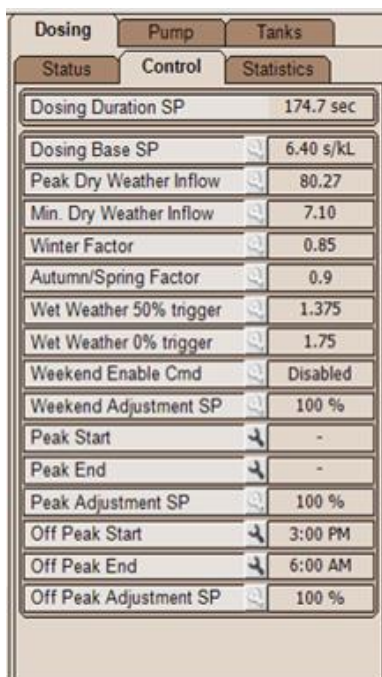 Dosing Pump Tanks
Status Control Statistics
Dosing Duration SP 174.7 sec
Dosing Base SP 6.40 s/kL
Peak Dry Weather Inflow 80.27
Min. Dry Weather Inflow 7.10
Winter Factor 0.85
Autumn/Spring Factor 0.9
Wet Weather 50% trigger 1.375
Wet Weather 0% trigger 1.75
Weekend Enable Cmd Disabled
Weekend Adjustment SP 100 %
Peak Start -
Peak End -
Peak Adjustment SP 100 %
Off Peak Start 3:00 PM
Off Peak End 6:00 AM
Off Peak Adjustment SP 100 %